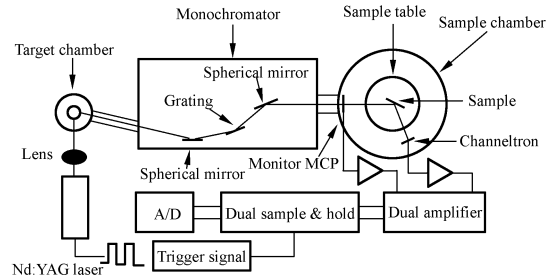 Sample table
Monochromator
Sample chamber
Target chamber
Spherical mirror
Grating
Sample
Channeltron
Lens
Monitor MCP
Spherical mirror
A/D
Dual sample & hold
Dual amplifier
Trigger signal
Nd:YAG laser